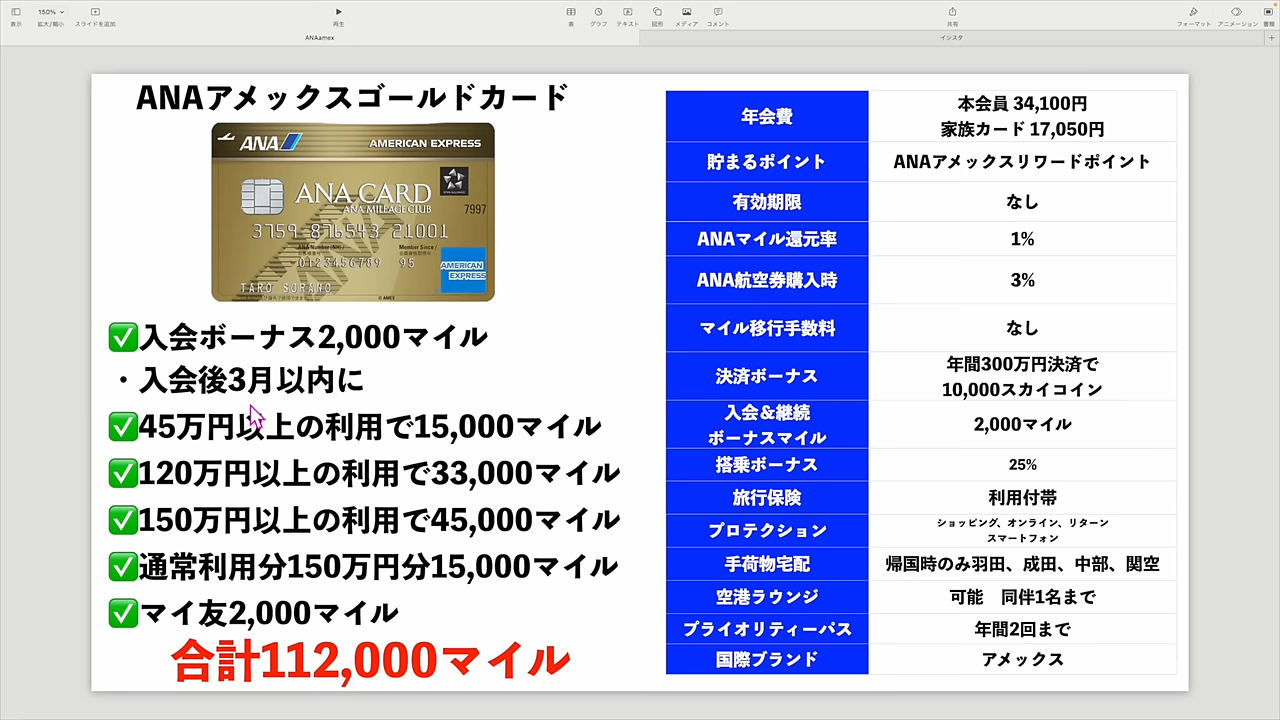 表示
150%
拡大/縮小
スライドを追加
再生
表
グラフ
テキスト
図形
メディア
コメント
共有
フォーマット
アニメーション
書類
ANAamex
インスタ
ANAアメックスゴールドカード
ANA
AMERICAN EXPRESS
ANA CARD
ANA MILEAGE CLUB
7997
3759 876543 21001
ANA Number(NH) /
Member Since /
0123456789
95
AMERICAN
EXPRESS
TARO SORANO
© AMEX
✅入会ボーナス2,000マイル
・入会後3月以内に
✅45万円以上の利用で15,000マイル
✅120万円以上の利用で33,000マイル
✅150万円以上の利用で45,000マイル
✅通常利用分150万円分15,000マイル
✅マイ友2,000マイル
合計112,000マイル
年会費
本会員 34,100円
家族カード 17,050円
貯まるポイント
ANAアメックスリワードポイント
有効期限
なし
ANAマイル還元率
1%
ANA航空券購入時
3%
マイル移行手数料
なし
決済ボーナス
年間300万円決済で
10,000スカイコイン
入会＆継続
ボーナスマイル
2,000マイル
搭乗ボーナス
25%
旅行保険
利用付帯
プロテクション
ショッピング、オンライン、リターン
スマートフォン
手荷物宅配
帰国時のみ羽田、成田、中部、関空
空港ラウンジ
可能　同伴1名まで
プライオリティーパス
年間2回まで
国際ブランド
アメックス